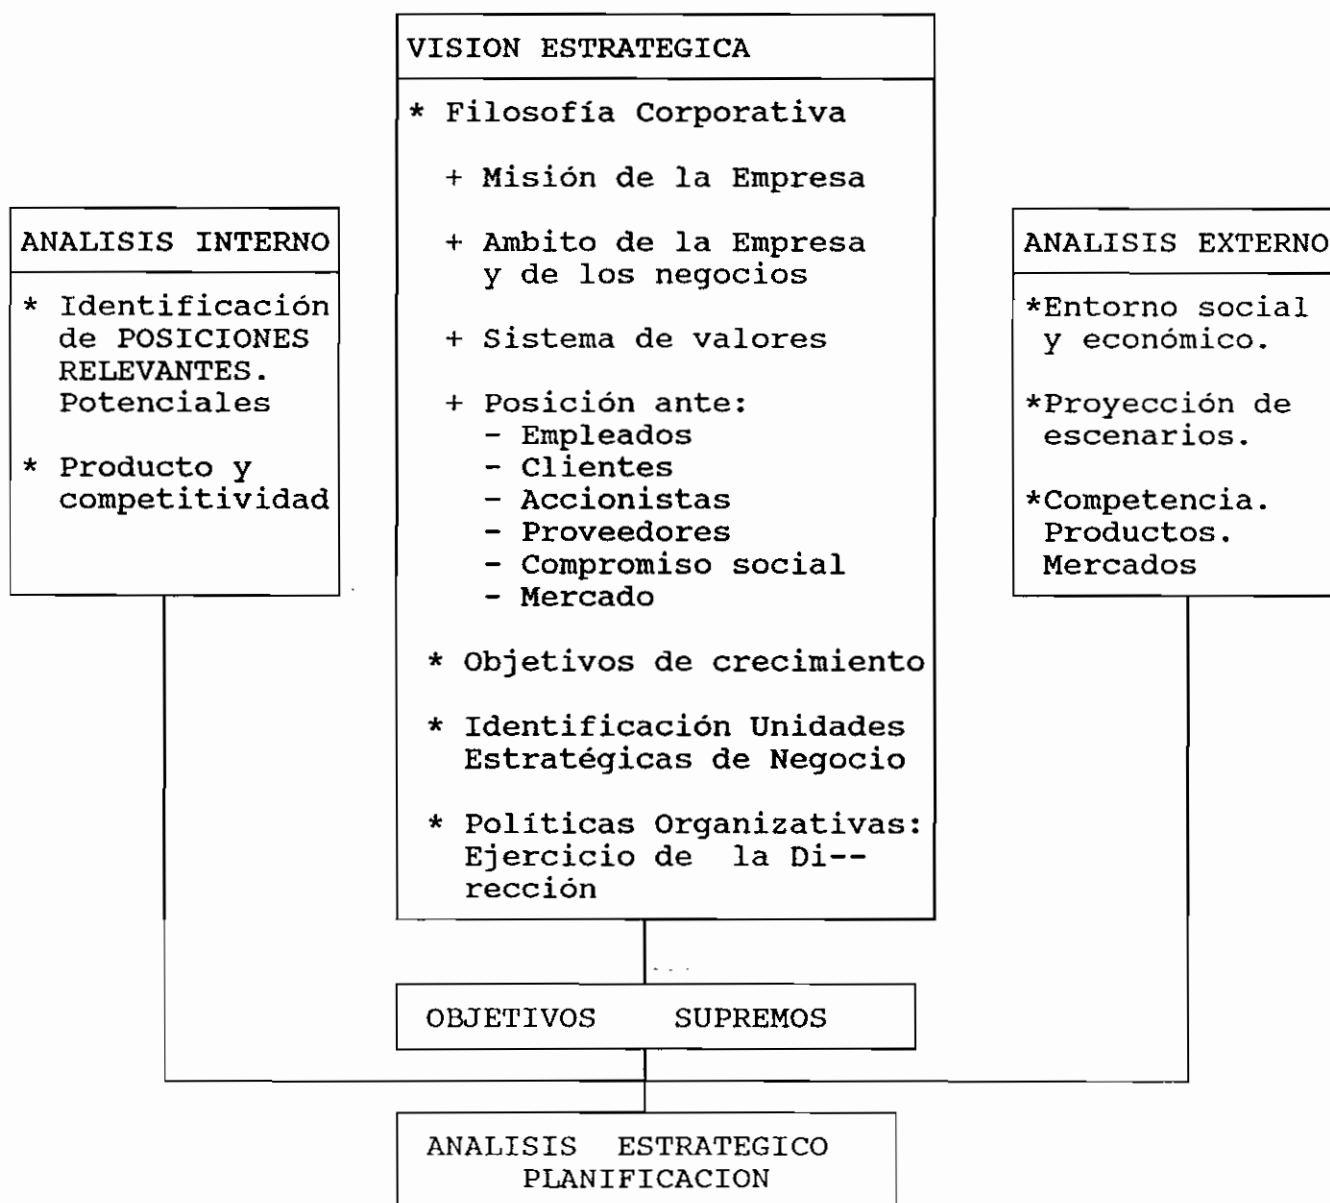 VISION ESTRATEGICA
* Filosofía Corporativa
+ Misión de la Empresa
+ Ambito de la Empresa
y de los negocios
+ Sistema de valores
+ Posición ante:
- Empleados
- Clientes
- Accionistas
- Proveedores
- Compromiso social
- Mercado
* Objetivos de crecimiento
* Identificación Unidades
Estratégicas de Negocio
* Políticas Organizativas:
Ejercicio de la Di--
rección
ANALISIS INTERNO
* Identificación
de POSICIONES
RELEVANTES.
Potenciales
* Producto y
competitividad
ANALISIS EXTERNO
*Entorno social
y económico.
*Proyección de
escenarios.
*Competencia.
Productos.
Mercados
OBJETIVOS SUPREMOS
ANALISIS ESTRATEGICO
PLANIFICACION